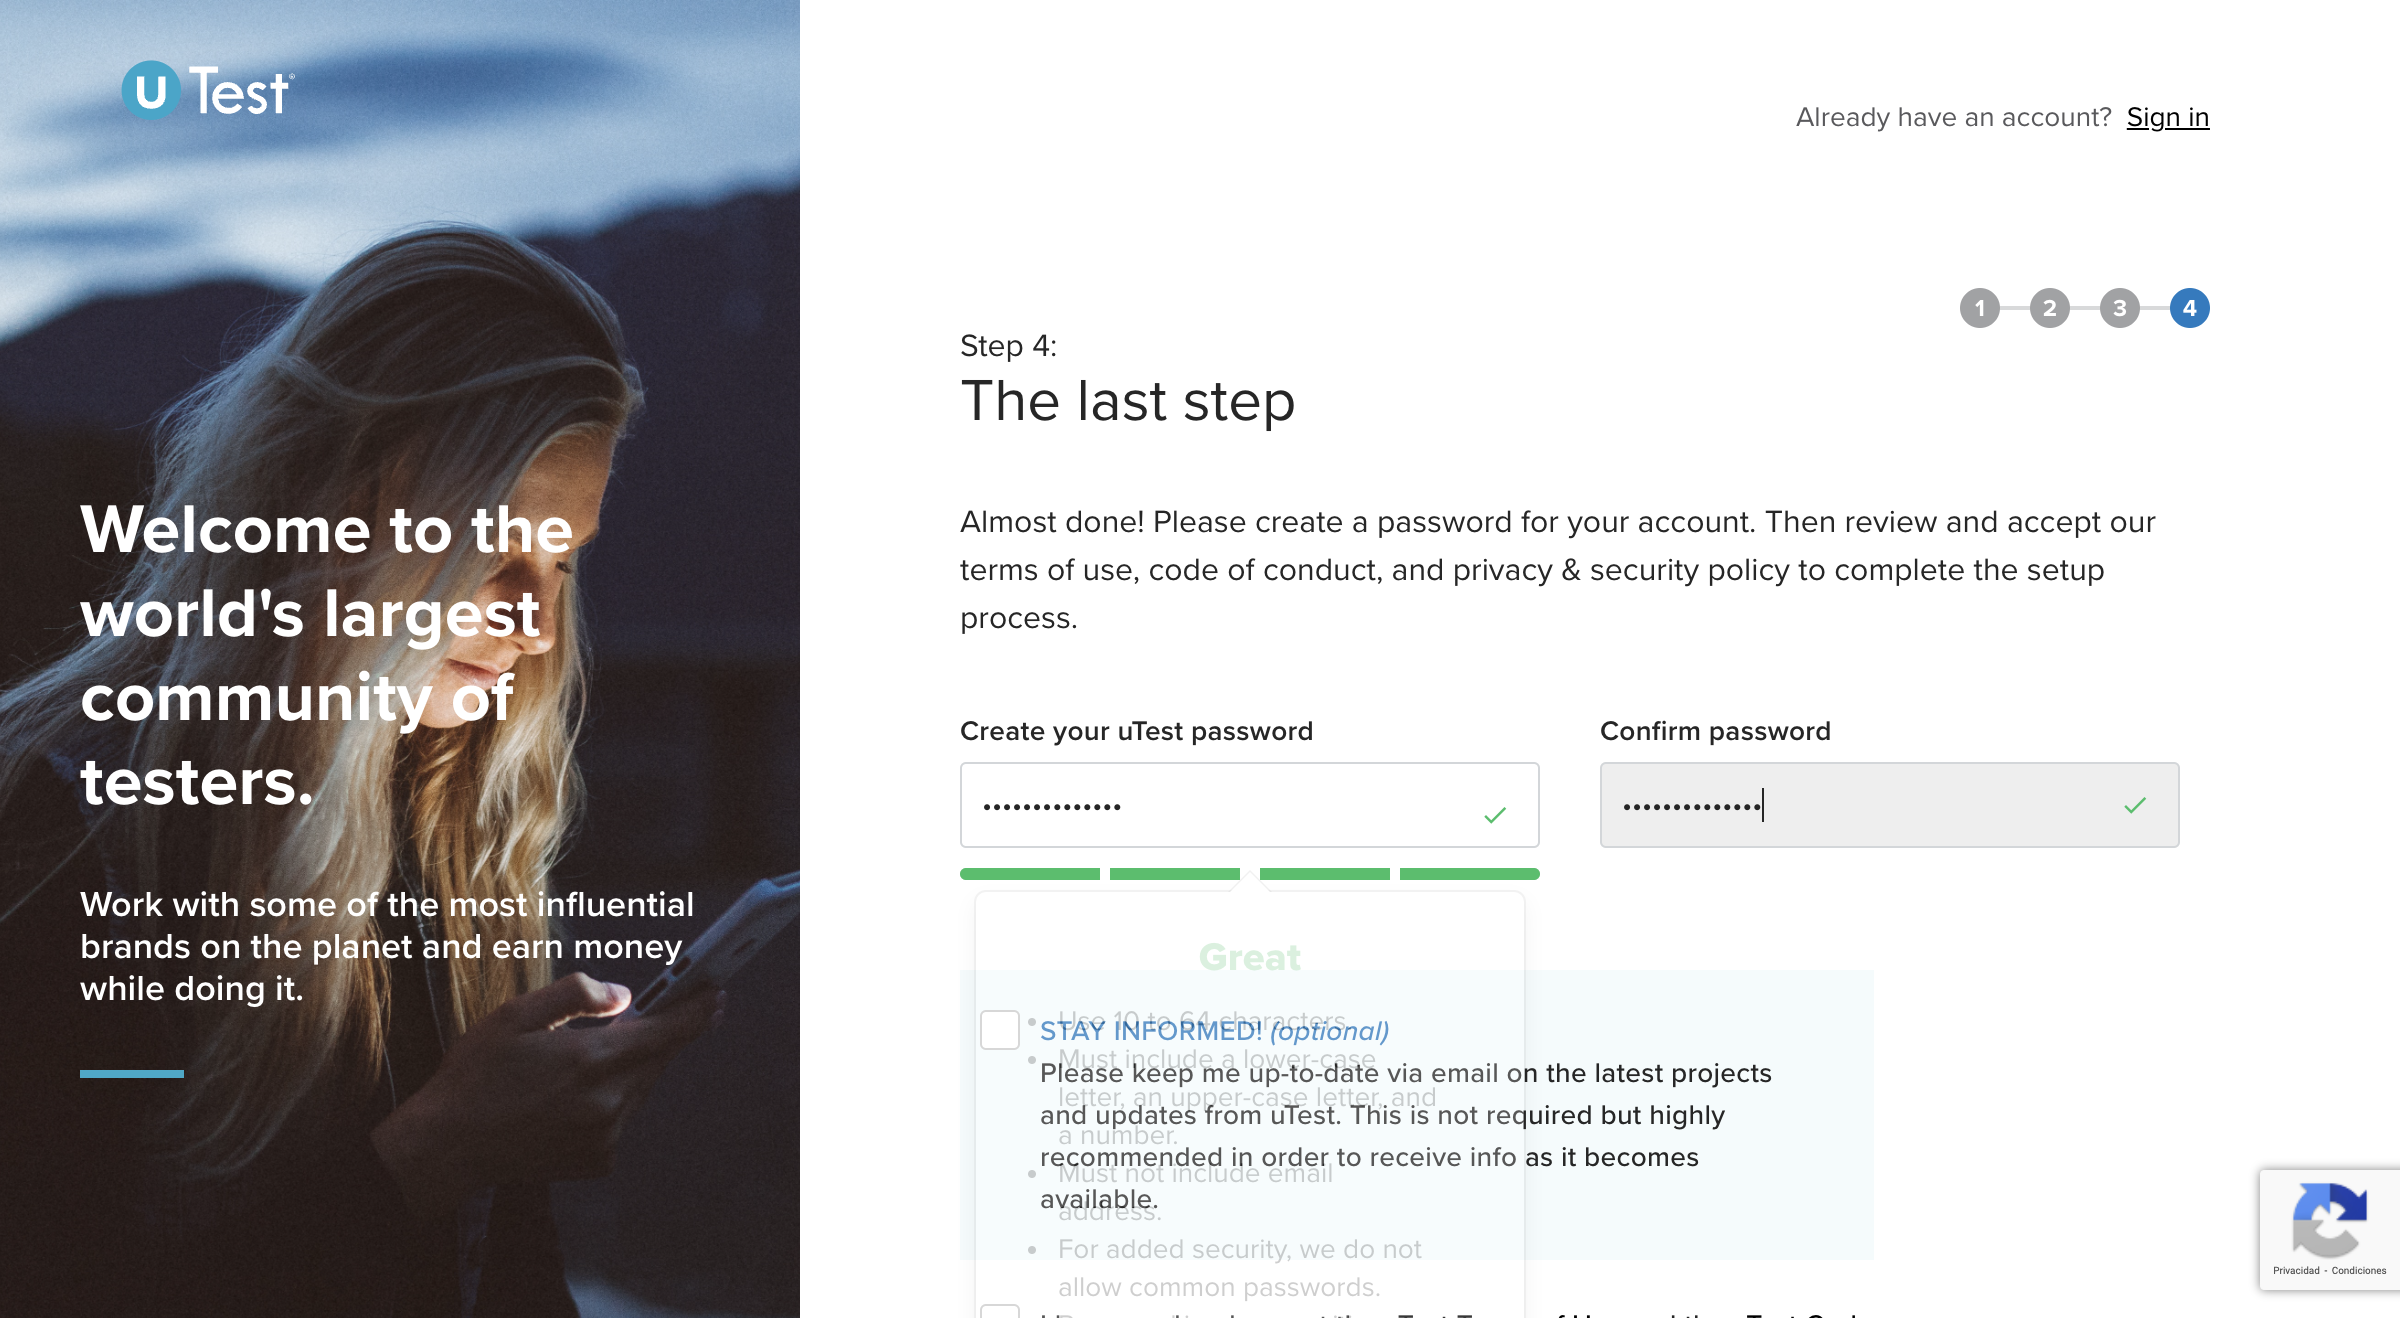 U Test®
Already have an account? Sign in
1 2 3 4
Step 4:
The last step
Welcome to the
world's largest
community of
testers.
Work with some of the most influential
brands on the planet and earn money
while doing it.
Almost done! Please create a password for your account. Then review and accept our
terms of use, code of conduct, and privacy & security policy to complete the setup
process.
Create your uTest password
Confirm password
Great
• Use 10 to 64 characters.
• Must include a lower-case
letter, an upper-case letter, and
a number.
• Must not include email
address.
• For added security, we do not
allow common passwords.
STAY INFORMED! (optional)
Please keep me up-to-date via email on the latest projects
and updates from uTest. This is not required but highly
recommended in order to receive info as it becomes
available.
Privacidad - Condiciones